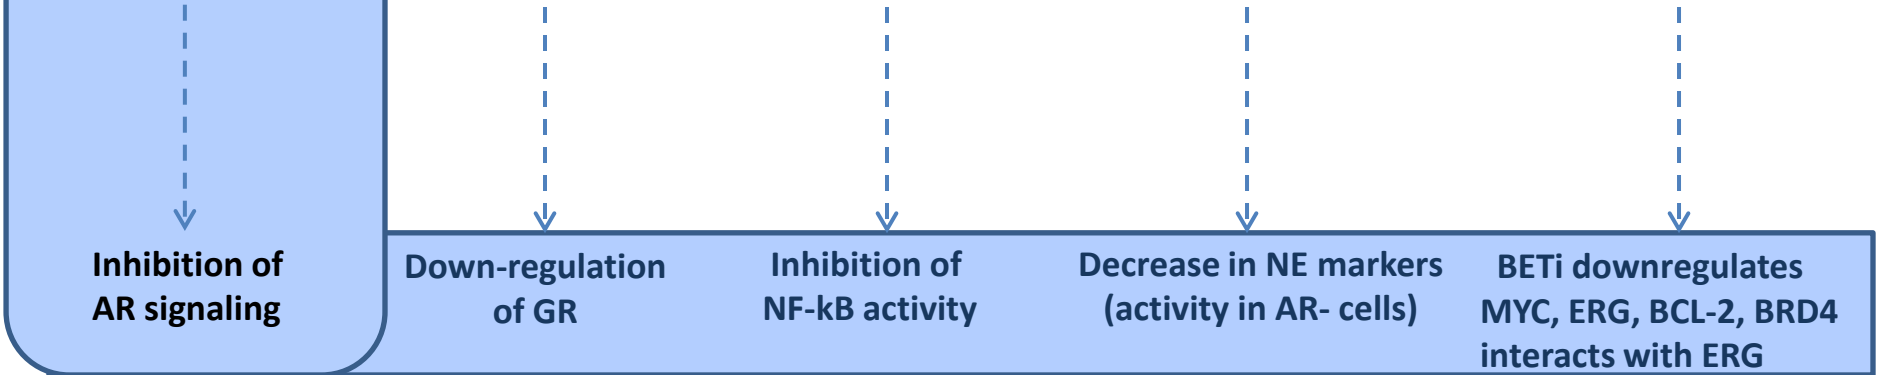 Inhibition of
AR signaling
Down-regulation
of GR
Inhibition of
NF-kB activity
Decrease in NE markers
(activity in AR- cells)
BETi downregulates
MYC, ERG, BCL-2, BRD4
interacts with ERG